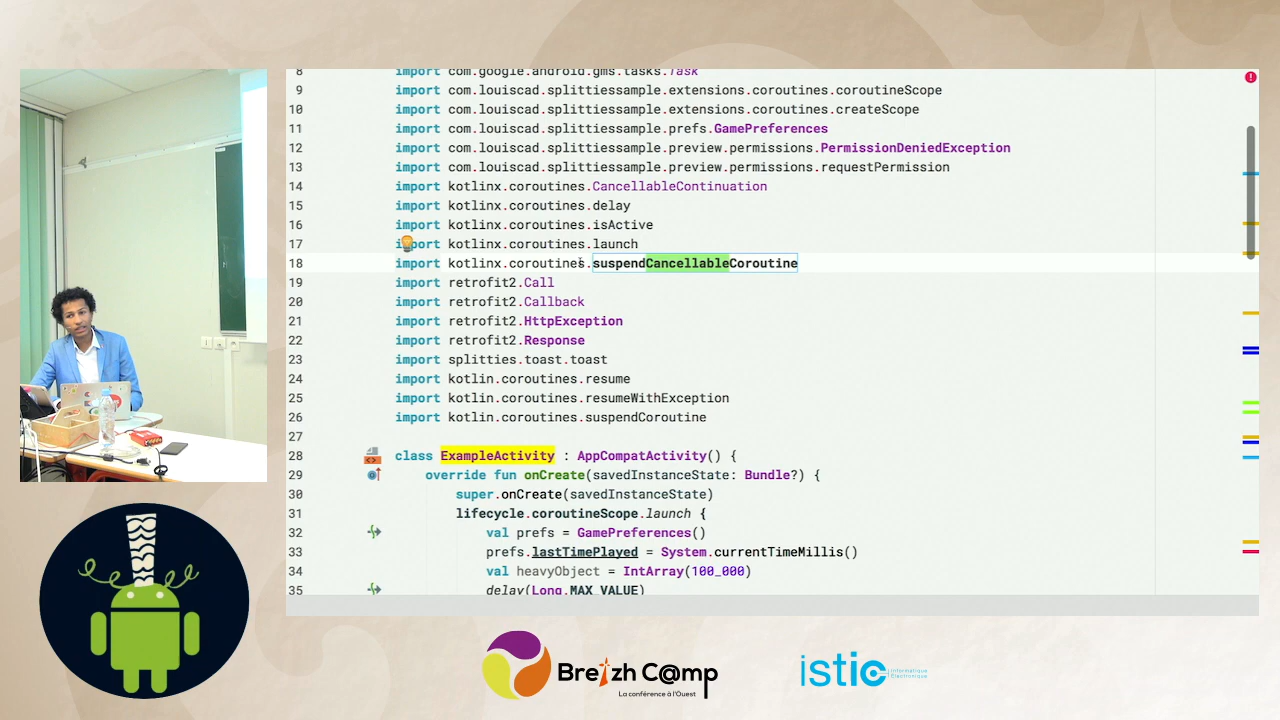 8 import com.google.android.gms.tasks.Task
9 import com.louiscad.splittiessample.extensions.coroutines.coroutineScope
10 import com.louiscad.splittiessample.extensions.coroutines.createScope
11 import com.louiscad.splittiessample.prefs.GamePreferences
12 import com.louiscad.splittiessample.preview.permissions.PermissionDeniedException
13 import com.louiscad.splittiessample.preview.permissions.requestPermission
14 import kotlinx.coroutines.CancellableContinuation
15 import kotlinx.coroutines.delay
16 import kotlinx.coroutines.isActive
17 import kotlinx.coroutines.launch
18 import kotlinx.coroutines.suspendCancellableCoroutine
19 import retrofit2.Call
20 import retrofit2.Callback
21 import retrofit2.HttpException
22 import retrofit2.Response
23 import splitties.toast.toast
24 import kotlin.coroutines.resume
25 import kotlin.coroutines.resumeWithException
26 import kotlin.coroutines.suspendCoroutine
27
28 class ExampleActivity : AppCompatActivity() {
29 override fun onCreate(savedInstanceState: Bundle?) {
30 super.onCreate(savedInstanceState)
31 lifecycle.coroutineScope.launch {
32 val prefs = GamePreferences()
33 prefs.lastTimePlayed = System.currentTimeMillis()
34 val heavyObject = IntArray(100_000)
35 delay(Long.MAX_VALUE)
Breizh C@mp
La conférence à l'Ouest
istic
Informatique
Électronique